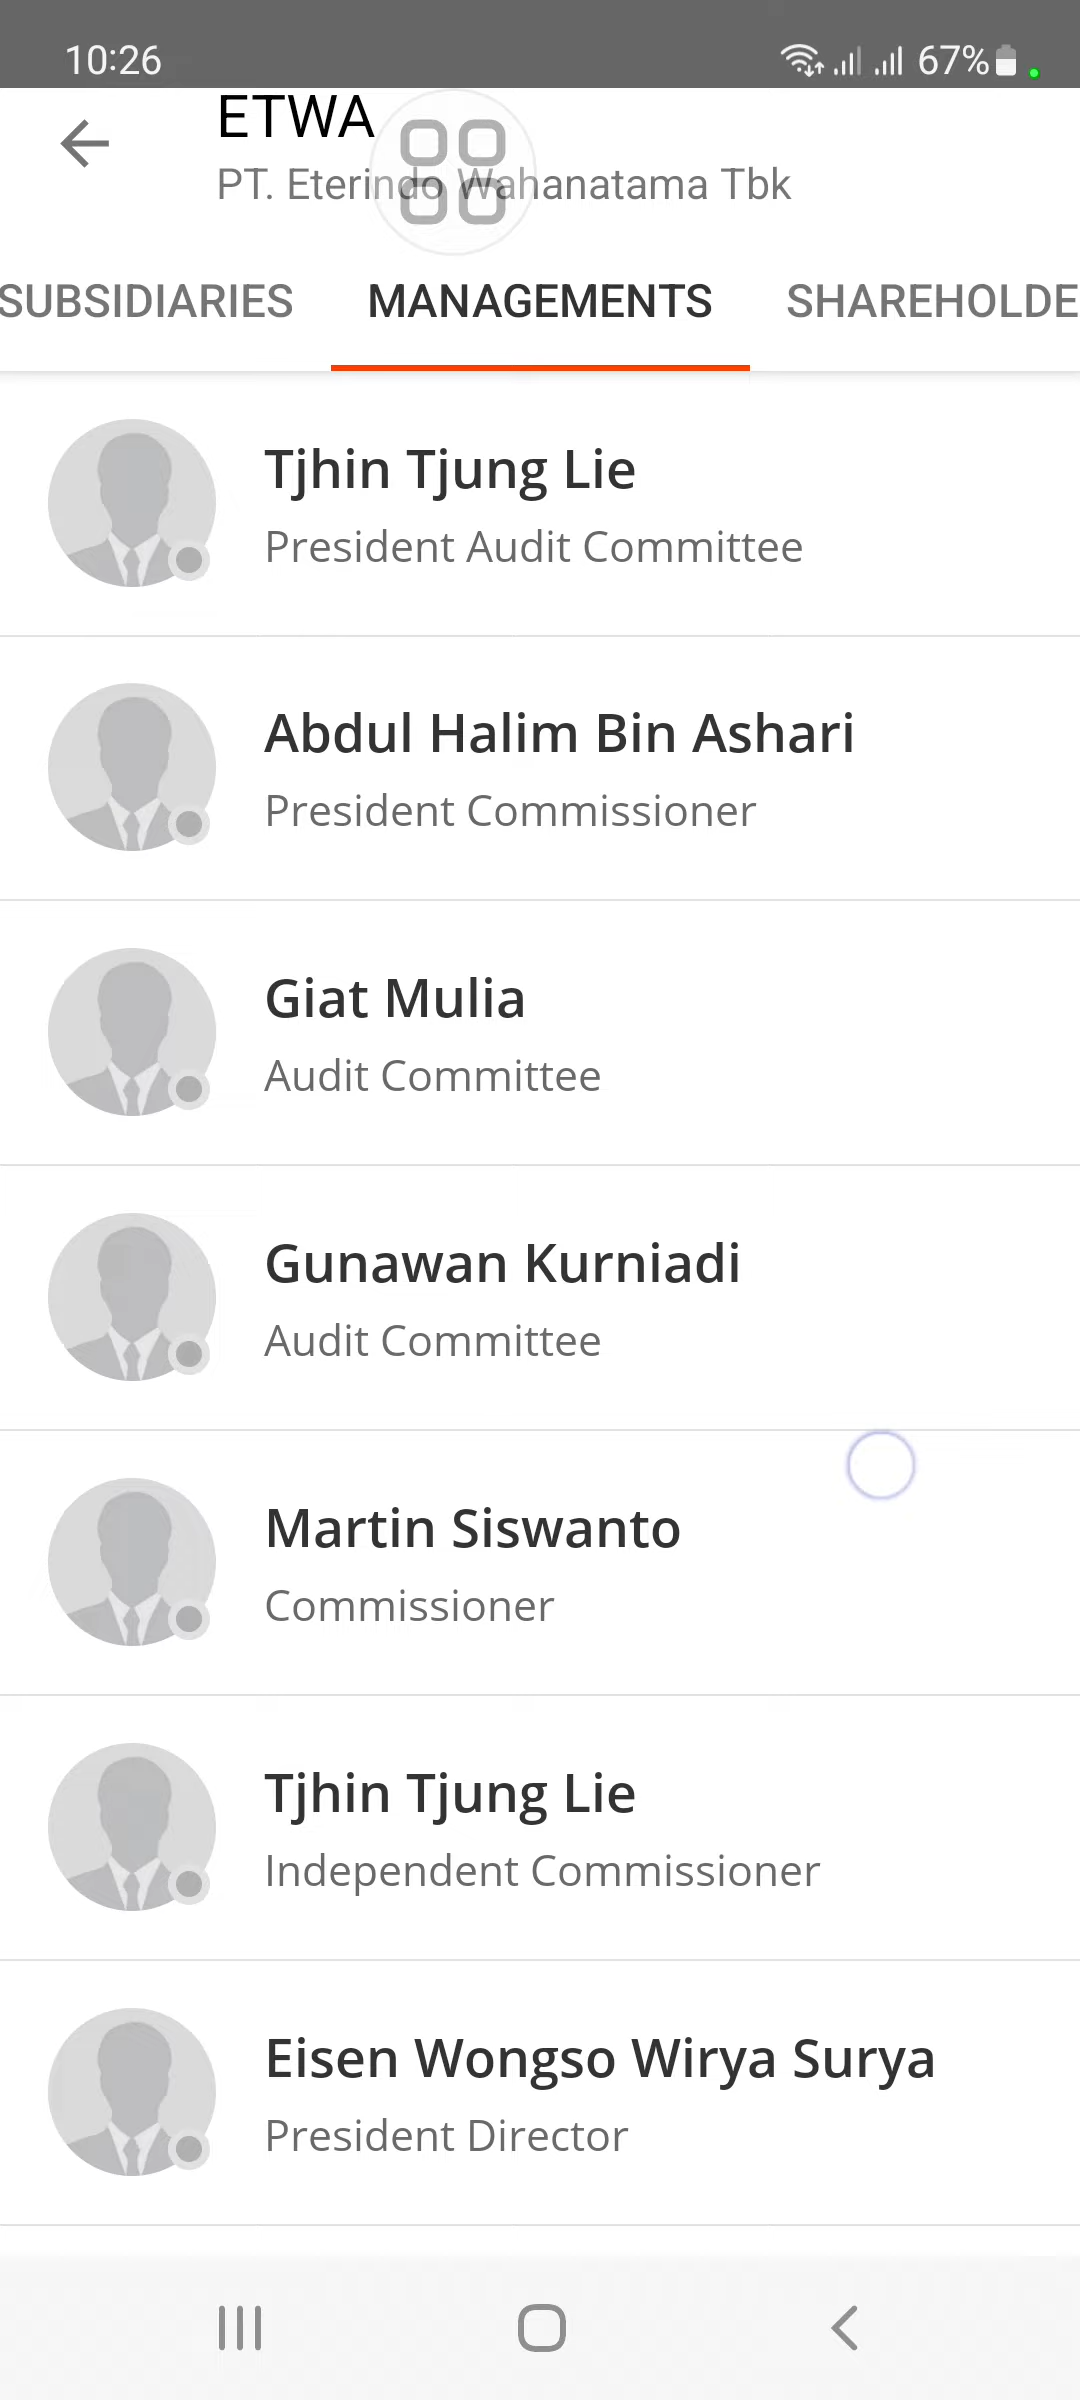 10:26
67%
ETWA
PT. Eterindo Wahanatama Tbk
SUBSIDIARIES
MANAGEMENTS
SHAREHOLDE
Tjhin Tjung Lie
President Audit Committee
Abdul Halim Bin Ashari
President Commissioner
Giat Mulia
Audit Committee
Gunawan Kurniadi
Audit Committee
Martin Siswanto
Commissioner
Tjhin Tjung Lie
Independent Commissioner
Eisen Wongso Wirya Surya
President Director